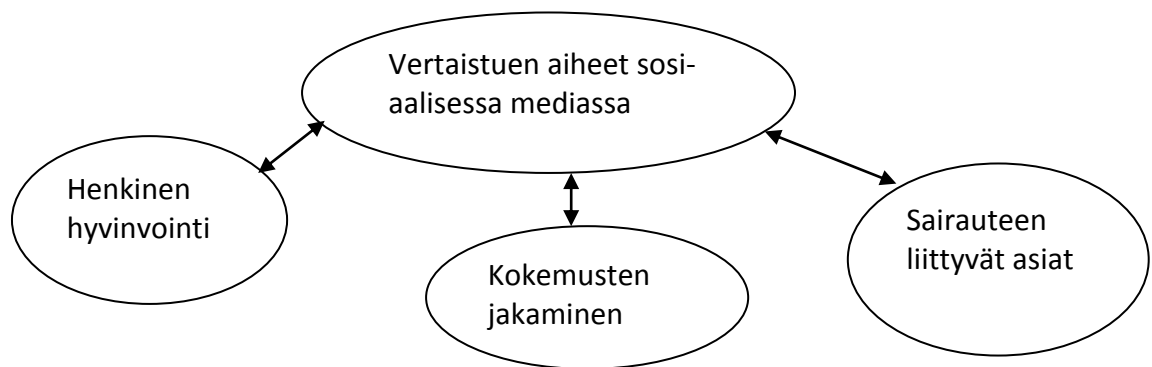 Vertaistuen aiheet sosi-
aalisessa mediassa
Henkinen
hyvinvointi
Kokemusten
jakaminen
Sairauteen
liittyvät asiat